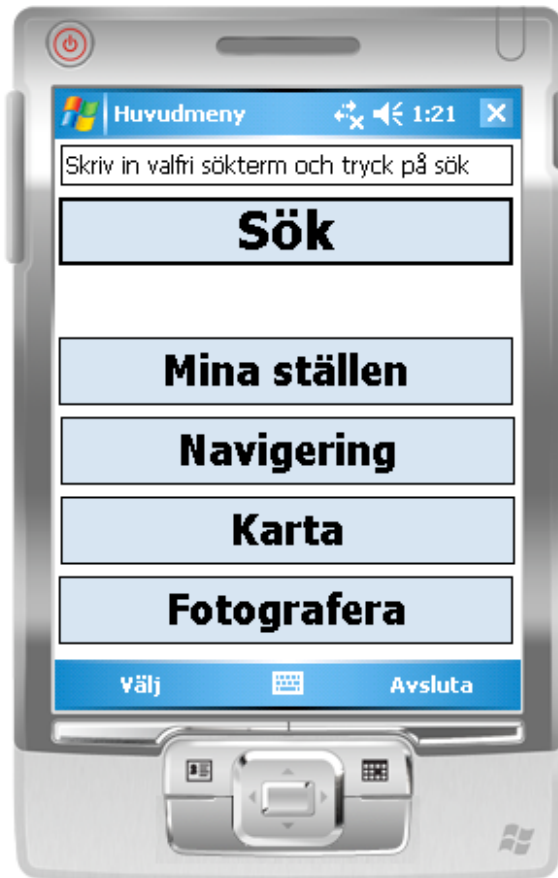 Huvudmeny 1:21
Skriv in valfri sökterm och tryck på sök
Sök
Mina ställen
Navigering
Karta
Fotografera
Välj Avsluta